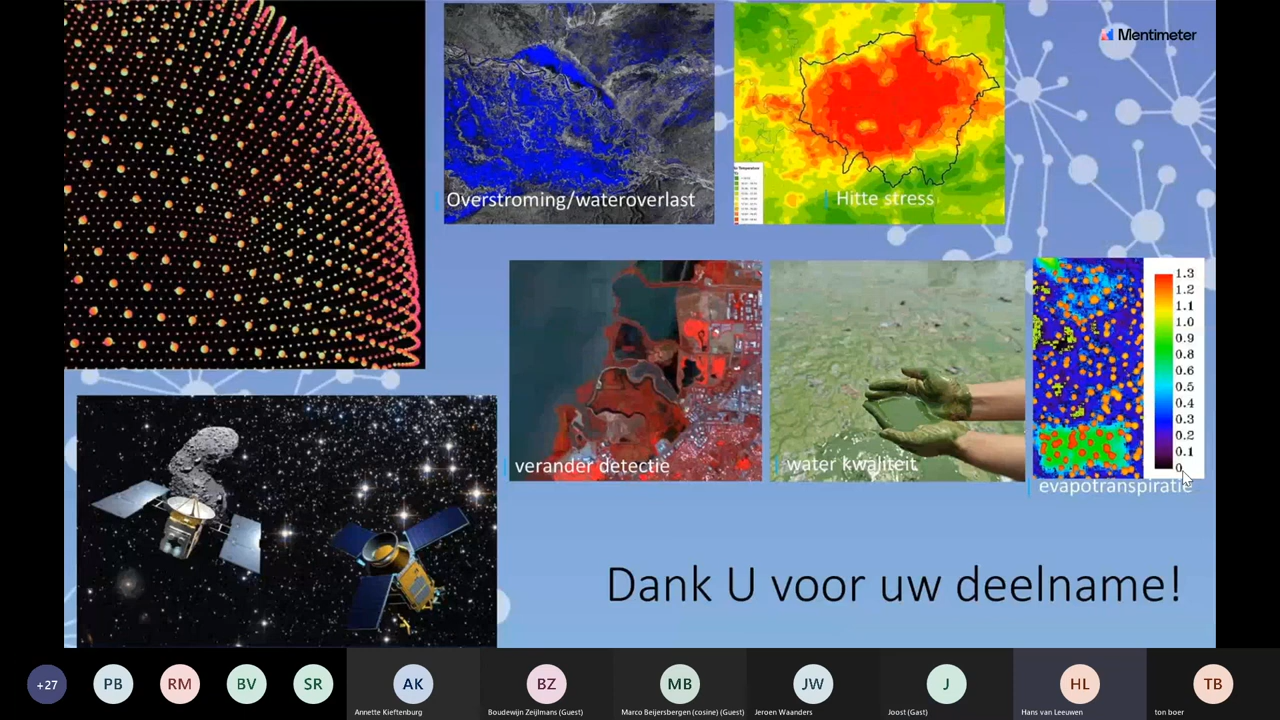 Mentimeter
Overstroming/wateroverlast
Hitte stress
verander detectie
water kwaliteit
evapotranspiratie
1.3
1.2
1.1
1.0
0.9
0.8
0.6
0.5
0.4
0.3
0.2
0.1
0
Dank U voor uw deelname!
+27
PB
RM
BV
SR
AK
BZ
MB
JW
J
HL
TB
Annette Kieftenburg
Boudewijn Zeijlmans (Guest)
Marco Beijersbergen (cosine) (Guest)
Jeroen Waanders
Joost (Gast)
Hans van Leeuwen
ton boer